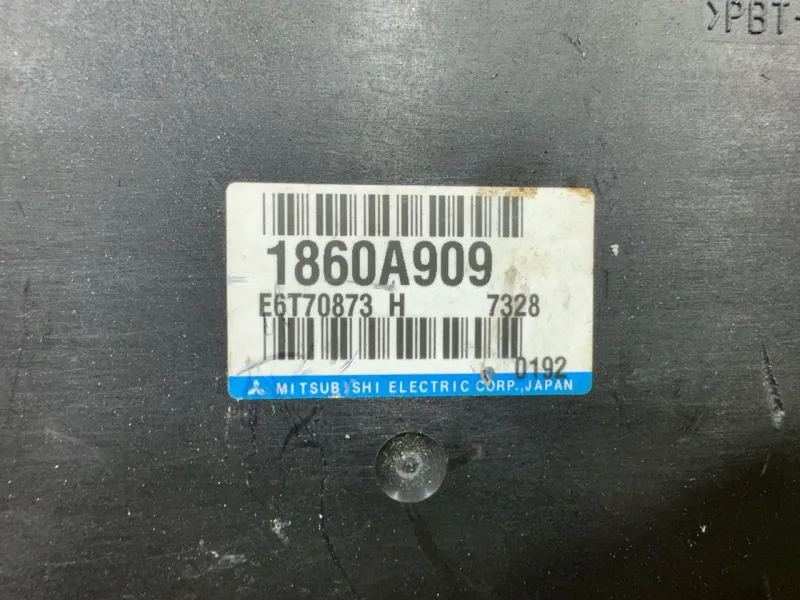 >PBT-
1860A909
E6T70873 H 7328
0192
MITSUBISHI ELECTRIC CORP., JAPAN